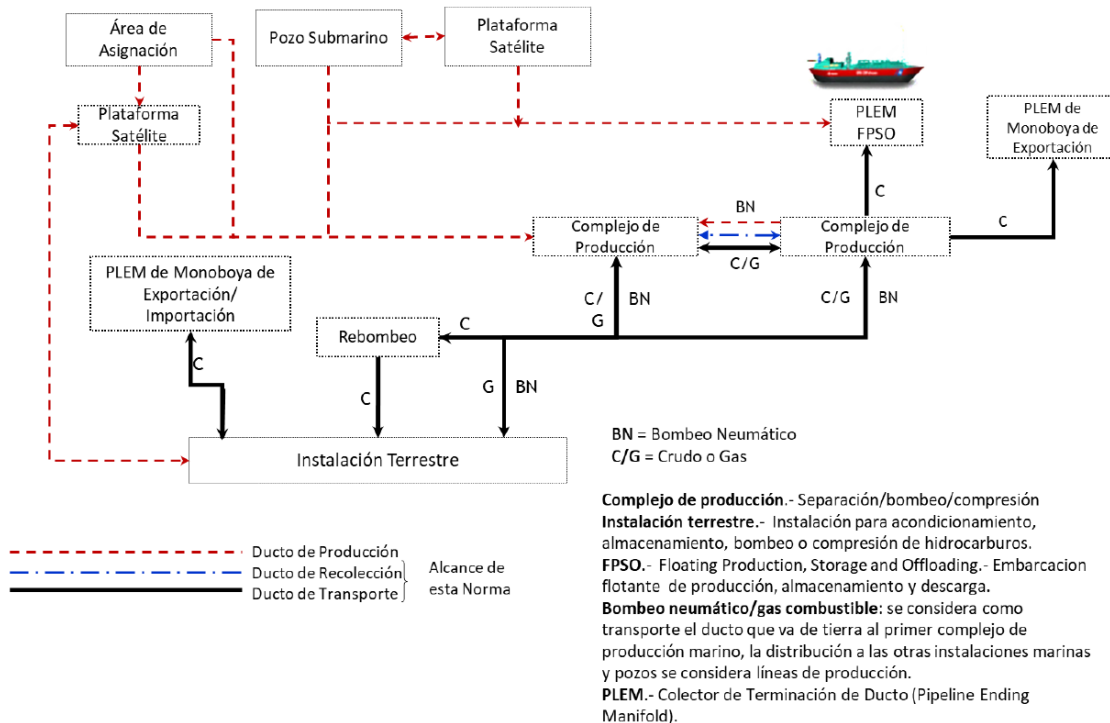 Área de
Asignación
Pozo Submarino
Plataforma
Satélite
Plataforma
Satélite
PLEM
FPSO
PLEM de
Monoboya de
Exportación
C
BN
C
Complejo de
Producción
Complejo de
Producción
C/G
PLEM de Monoboya de
Exportación/
Importación
C/
G
BN
C/G
BN
C
Rebombeo
C
C
G
BN
Instalación Terrestre
BN = Bombeo Neumático
C/G = Crudo o Gas
Complejo de producción.- Separación/bombeo/compresión
Instalación terrestre.- Instalación para acondicionamiento,
almacenamiento, bombeo o compresión de hidrocarburos.
FPSO.- Floating Production, Storage and Offloading.- Embarcacion
flotante de producción, almacenamiento y descarga.
Bombeo neumático/gas combustible: se considera como
transporte el ducto que va de tierra al primer complejo de
producción marino, la distribución a las otras instalaciones marinas
y pozos se considera líneas de producción.
PLEM.- Colector de Terminación de Ducto (Pipeline Ending
Manifold).
Ducto de Producción
Ducto de Recolección
Ducto de Transporte
Alcance de
esta Norma